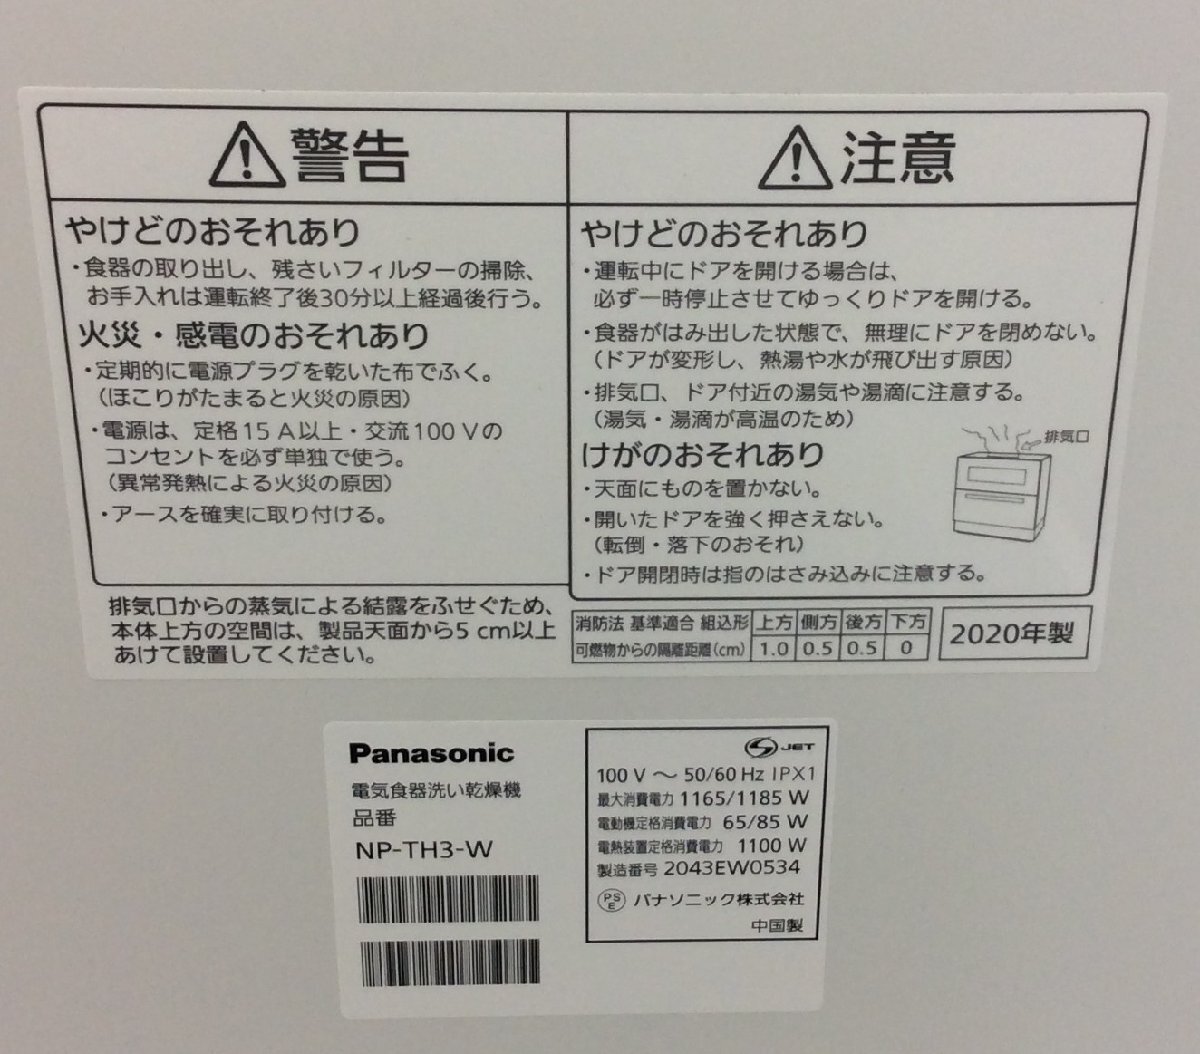 警告
やけどのおそれあり
・食器の取り出し、残さいフィルターの掃除、
お手入れは運転終了後30分以上経過後行う。
火災・感電のおそれあり
・定期的に電源プラグを乾いた布でふく。
（ほこりがたまると火災の原因）
・電源は、定格15 A以上・交流100 Vの
コンセントを必ず単独で使う。
（異常発熱による火災の原因）
・アースを確実に取り付ける。
注意
やけどのおそれあり
・運転中にドアを開ける場合は、
必ず一時停止させてゆっくりドアを開ける。
・食器がはみ出した状態で、無理にドアを閉めない。
（ドアが変形し、熱湯や水が飛び出す原因）
・排気口、ドア付近の湯気や湯滴に注意する。
（湯気・湯滴が高温のため）
排気口
けがのおそれあり
・天面にものを置かない。
・開いたドアを強く押さえない。
（転倒・落下のおそれ）
・ドア開閉時は指のはさみ込みに注意する。
排気口からの蒸気による結露をふせぐため、
本体上方の空間は、製品天面から5 cm以上
あけて設置してください。
消防法 基準適合 組込形 上方 側方 後方 下方
可燃物からの隔離距離(cm) 1.0 0.5 0.5 0
2020年製
Panasonic
電気食器洗い乾燥機
品番
NP-TH3-W
JET
100 V ～ 50/60 Hz IPX1
最大消費電力 1165/1185 W
電動機定格消費電力 65/85 W
電熱装置定格消費電力 1100 W
製造番号 2043EW0534
PSE パナソニック株式会社
中国製